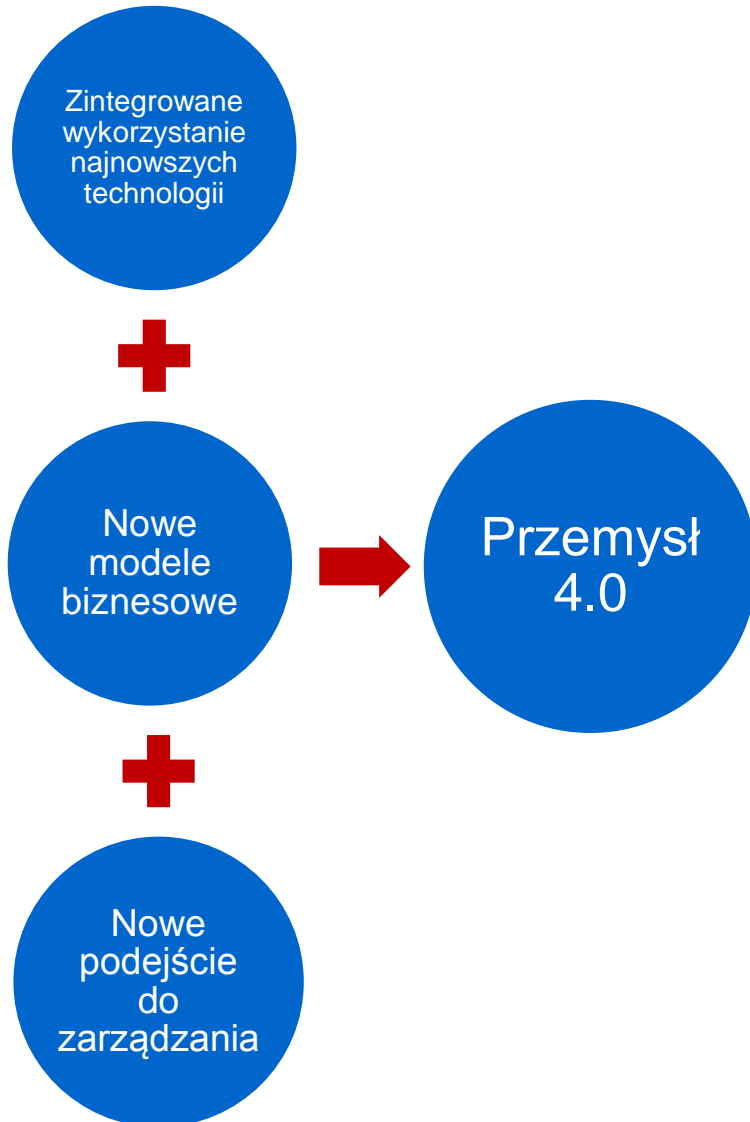 Zintegrowane
wykorzystanie
najnowszych
technologii
Nowe
modele
biznesowe
Przemysł
4.0
Nowe
podejście
do
zarządzania